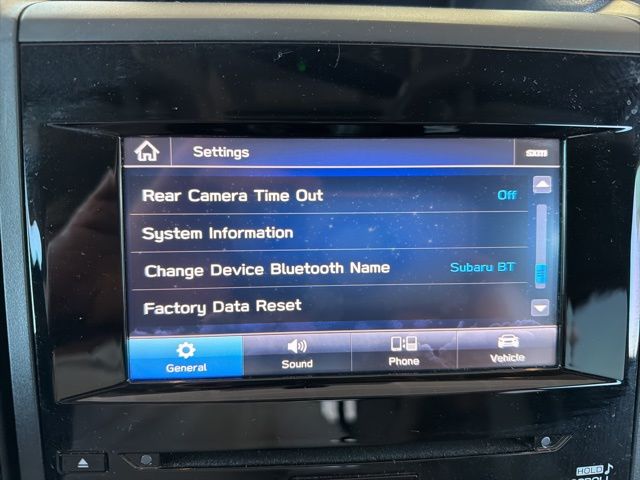 Settings
Rear Camera Time Out Off
System Information
Change Device Bluetooth Name Subaru BT
Factory Data Reset
General Sound Phone Vehicle
HOLD
SCROLL